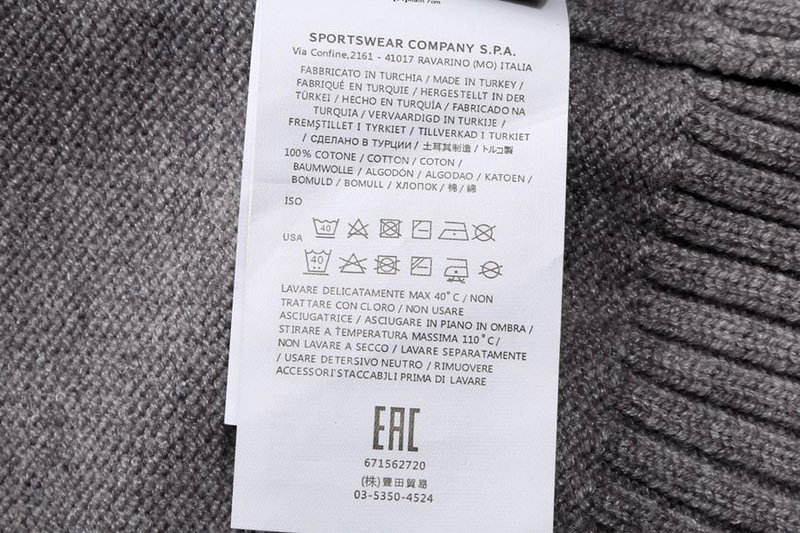 SPORTSWEAR COMPANY S.P.A.
Via Confine,2161 - 41017 RAVARINO (MO) ITALIA
FABBRICATO IN TURCHIA / MADE IN TURKEY /
FABRIQUÉ EN TURQUIE / HERGESTELLT IN DER
TÜRKEI / HECHO EN TURQUÍA / FABRICADO NA
TURQUIA / VERVAARDIGD IN TURKIJE /
FREMSTILLET I TYRKIET / TILLVERKAD I TURKIET
/ СДЕЛАНО В ТУРЦИИ / 土耳其制造 / トルコ製
100% COTONE / COTTON / COTON /
BAUMWOLLE / ALGODÓN / ALGODAO / KATOEN /
BOMULD / BOMULL / ХЛОПОК / 棉 / 綿
ISO
40
USA
40
LAVARE DELICATAMENTE MAX 40°C / NON
TRATTARE CON CLORO / NON USARE
ASCIUGATRICE / ASCIUGARE IN PIANO IN OMBRA /
STIRARE A TEMPERATURA MASSIMA 110°C /
NON LAVARE A SECCO / LAVARE SEPARATAMENTE
/ USARE DETERSIVO NEUTRO / RIMUOVERE
ACCESSORI STACCABJLI PRIMA DI LAVARE
EAC
671562720
(株)豐田貿易
03-5350-4524